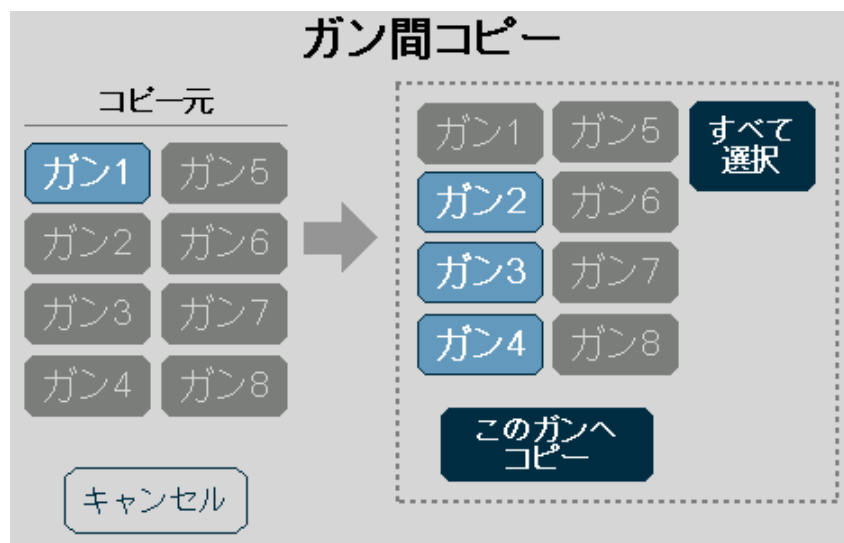 ガン間コピー
コピー元
ガン1 ガン5
ガン2 ガン6
ガン3 ガン7
ガン4 ガン8
キャンセル
ガン1 ガン5
ガン2 ガン6
ガン3 ガン7
ガン4 ガン8
すべて
選択
このガンへ
コピー